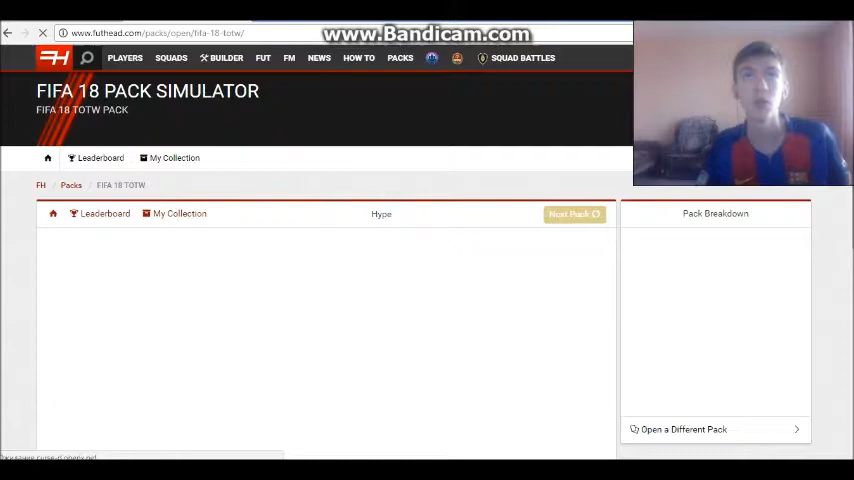 www.futhead.com/packs/open/fifa-18-totw/
www.Bandicam.com
FH PLAYERS SQUADS BUILDER FUT FM NEWS HOW TO PACKS SQUAD BATTLES
FIFA 18 PACK SIMULATOR
FIFA 18 TOTW PACK
Leaderboard My Collection
FH Packs / FIFA 18 TOTW
Leaderboard My Collection Hype Next Pack
Pack Breakdown
Open a Different Pack